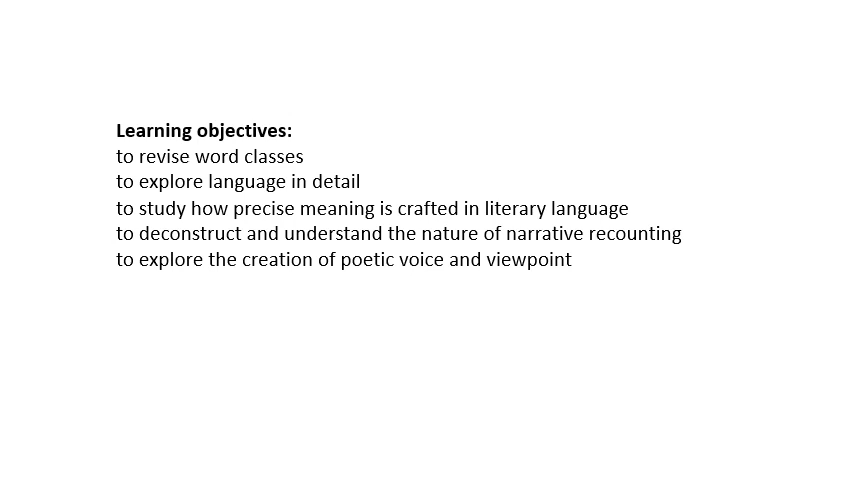 Learning objectives:
to revise word classes
to explore language in detail
to study how precise meaning is crafted in literary language
to deconstruct and understand the nature of narrative recounting
to explore the creation of poetic voice and viewpoint